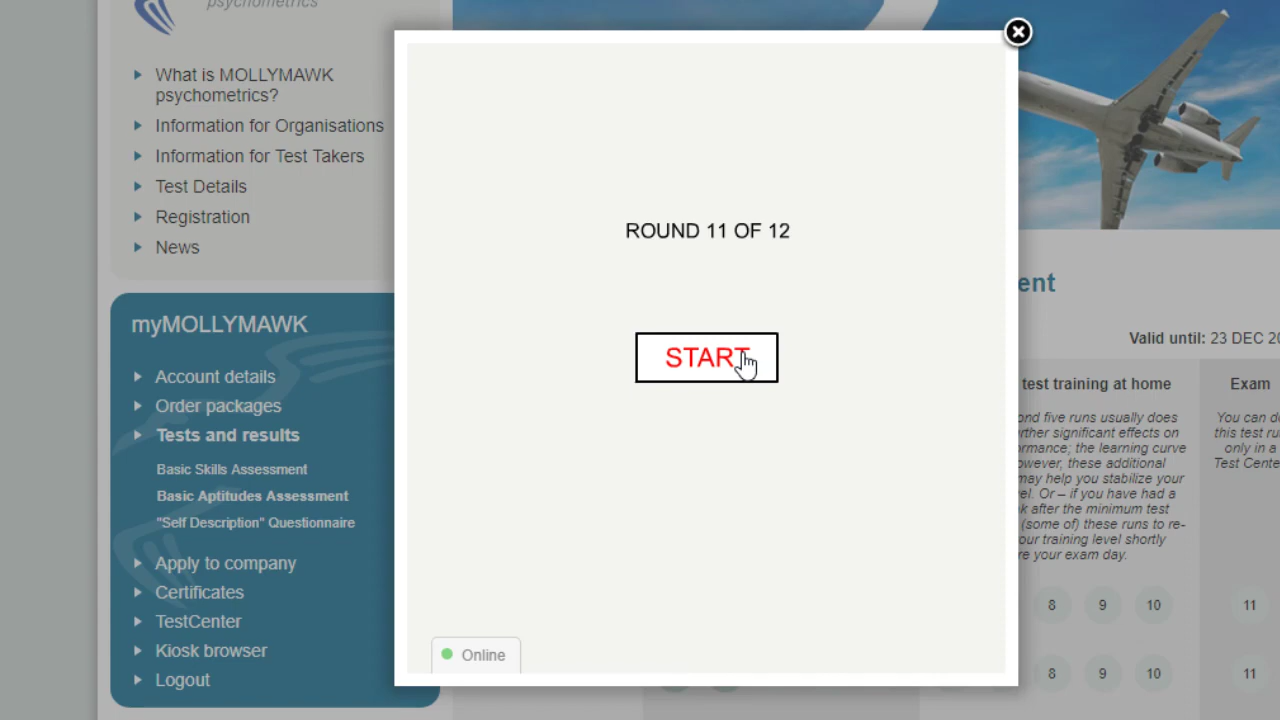 psychometrics
What is MOLLYMAWK
psychometrics?
Information for Organisations
Information for Test Takers
Test Details
Registration
News
myMOLLYMAWK
Account details
Order packages
Tests and results
Basic Skills Assessment
Basic Aptitudes Assessment
"Self Description" Questionnaire
Apply to company
Certificates
TestCenter
Kiosk browser
Logout
ROUND 11 OF 12
START
Online
ent
Valid until: 23 DEC 20
test training at home
Exam
ond five runs usually does
rther significant effects on
ormance; the learning curve
owever, these additional
may help you stabilize your
el. Or – if you have had a
k after the minimum test
(some of) these runs to re-
our training level shortly
re your exam day.
You can do
this test ru
only in a
Test Cente
8 9 10 11
8 9 10 11